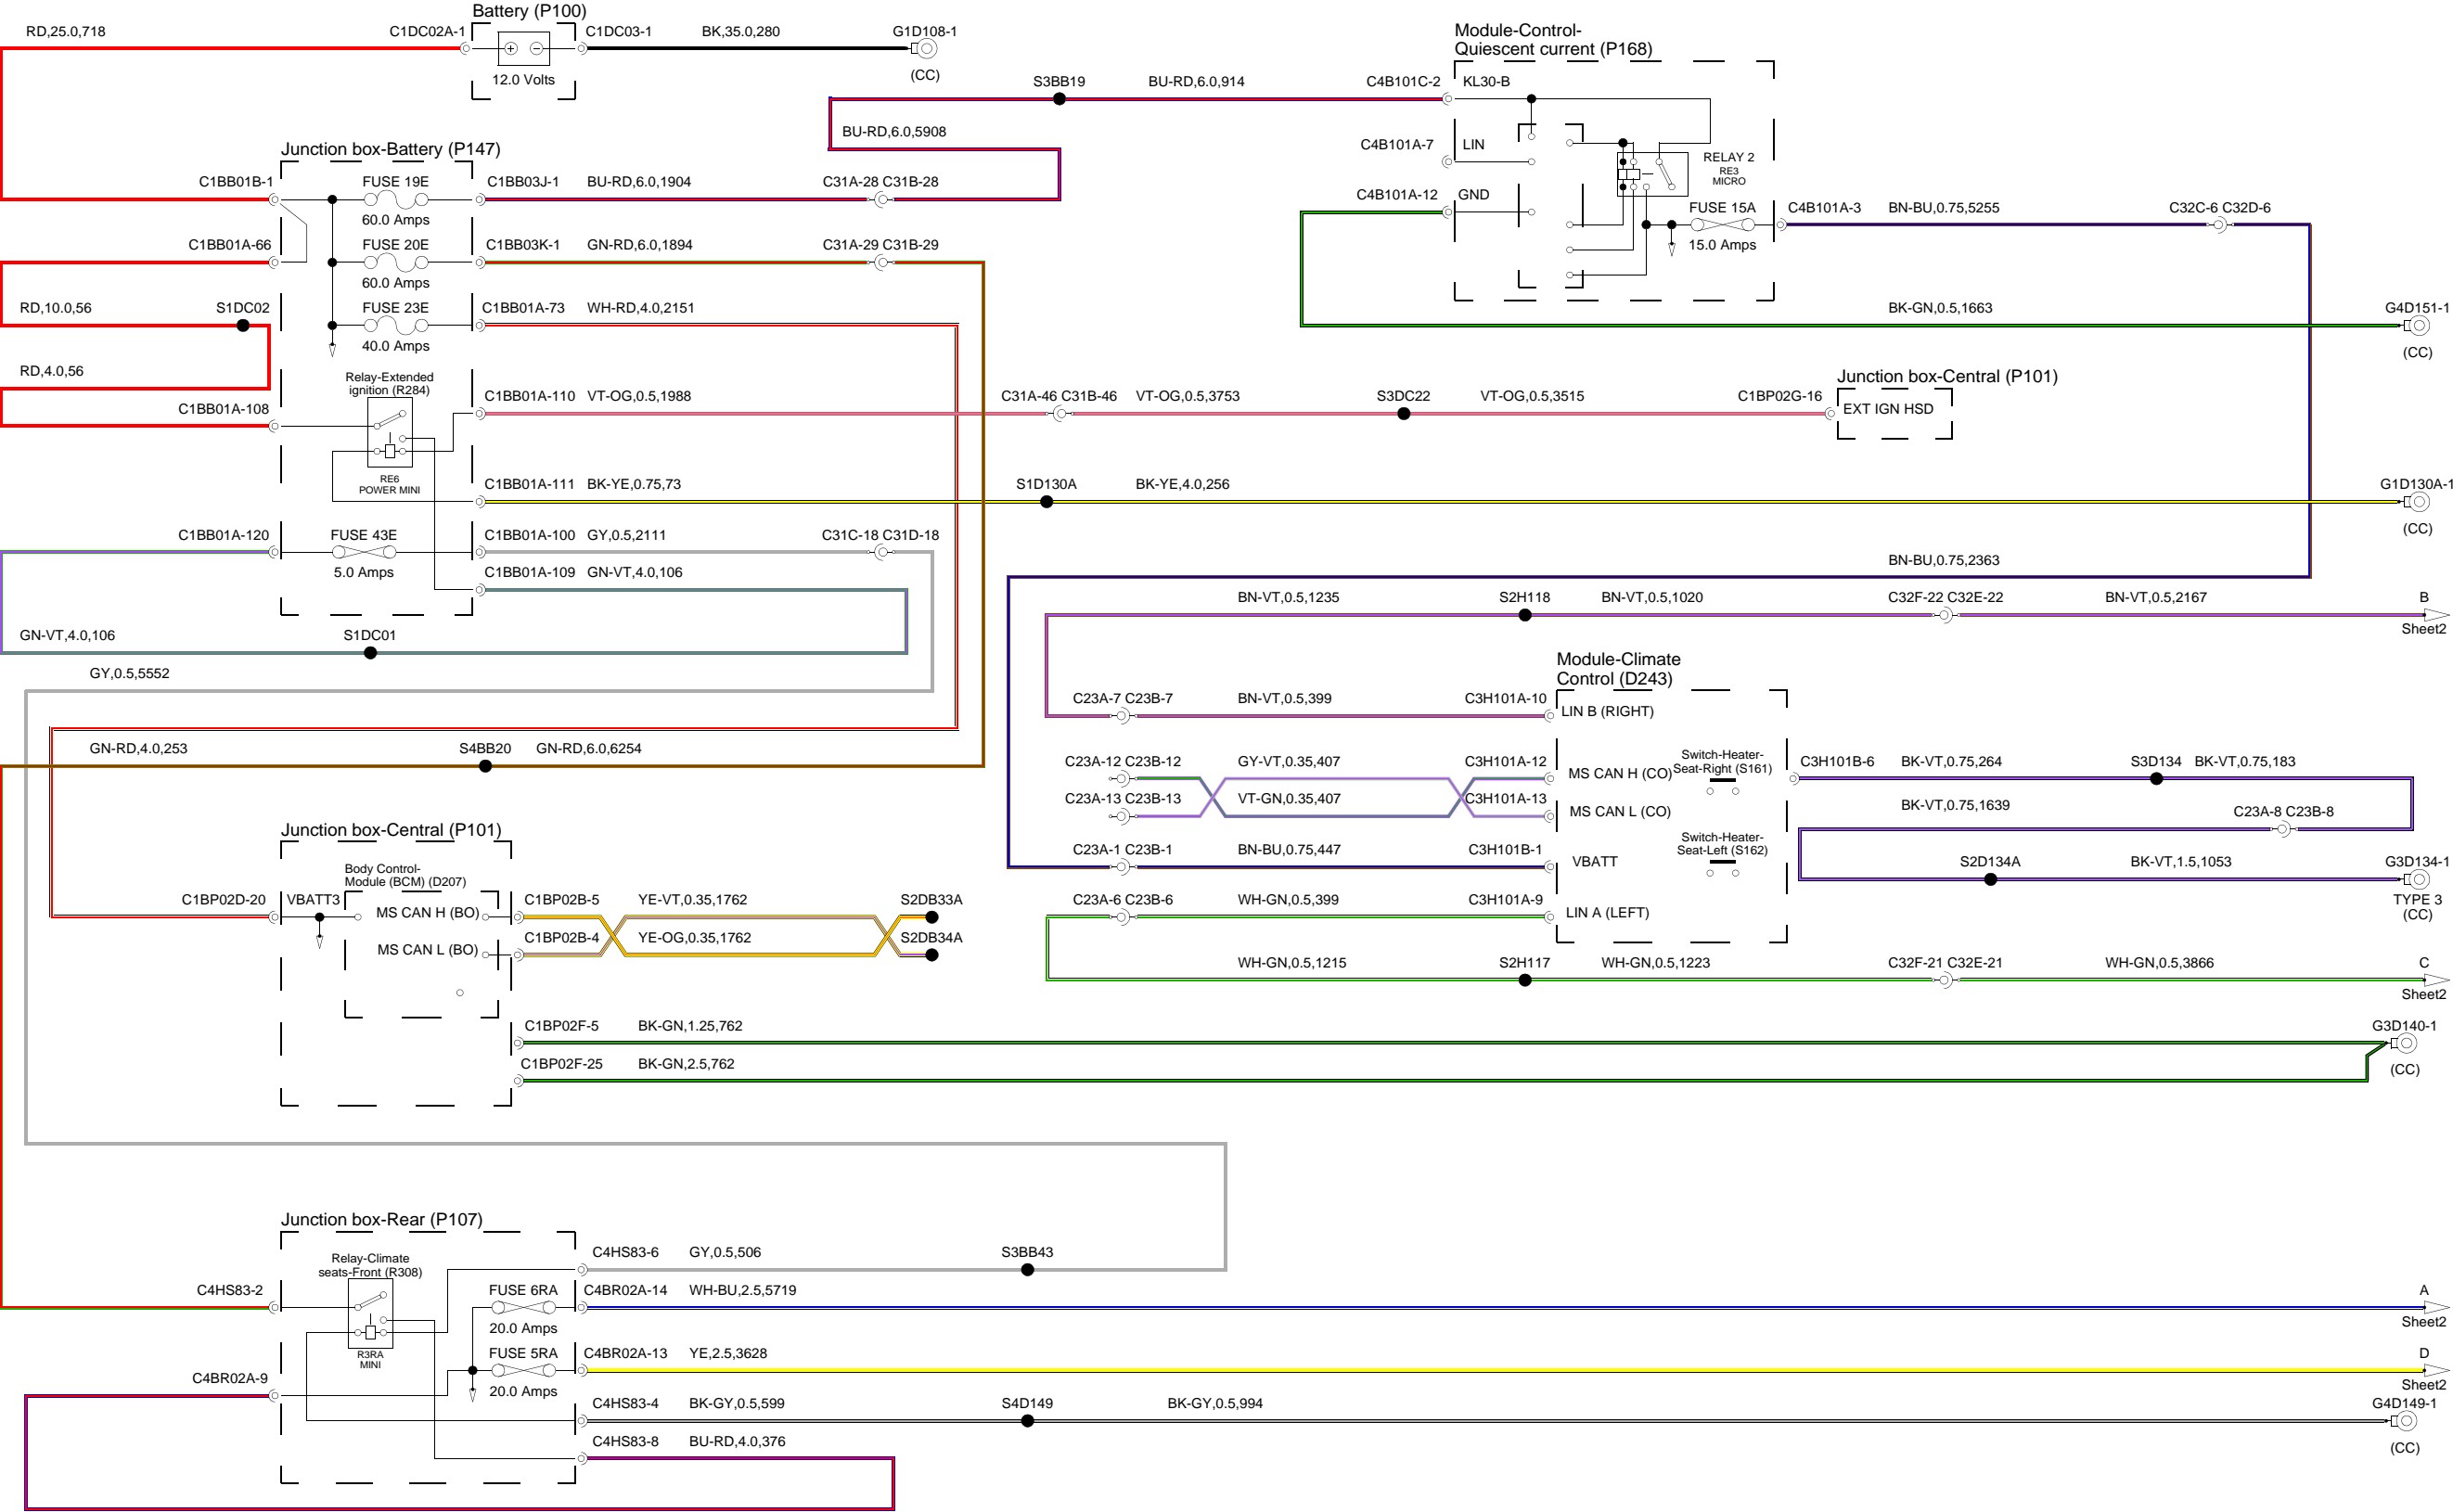 Battery (P100)
RD,25.0,718
C1DC02A-1
C1DC03-1
BK,35.0,280
G1D108-1
12.0 Volts
(CC)
Module-Control-
Quiescent current (P168)
S3BB19
BU-RD,6.0,914
C4B101C-2
KL30-B
BU-RD,6.0,5908
C4B101A-7
LIN
RELAY 2
RE3
MICRO
C4B101A-12
GND
FUSE 15A
15.0 Amps
C4B101A-3
BN-BU,0.75,5255
C32C-6 C32D-6
Junction box-Battery (P147)
C1BB01B-1
FUSE 19E
60.0 Amps
C1BB03J-1
BU-RD,6.0,1904
C31A-28 C31B-28
C1BB01A-66
FUSE 20E
60.0 Amps
C1BB03K-1
GN-RD,6.0,1894
C31A-29 C31B-29
RD,10.0,56
S1DC02
FUSE 23E
40.0 Amps
C1BB01A-73
WH-RD,4.0,2151
BK-GN,0.5,1663
G4D151-1
(CC)
RD,4.0,56
Relay-Extended
ignition (R284)
C1BB01A-108
C1BB01A-110
VT-OG,0.5,1988
C31A-46 C31B-46
VT-OG,0.5,3753
S3DC22
VT-OG,0.5,3515
C1BP02G-16
Junction box-Central (P101)
EXT IGN HSD
RE6
POWER MINI
C1BB01A-111
BK-YE,0.75,73
S1D130A
BK-YE,4.0,256
G1D130A-1
(CC)
C1BB01A-120
FUSE 43E
5.0 Amps
C1BB01A-100
GY,0.5,2111
C31C-18 C31D-18
C1BB01A-109
GN-VT,4.0,106
BN-BU,0.75,2363
GN-VT,4.0,106
S1DC01
BN-VT,0.5,1235
S2H118
BN-VT,0.5,1020
C32F-22 C32E-22
BN-VT,0.5,2167
B
Sheet2
GY,0.5,5552
Module-Climate
Control (D243)
C23A-7 C23B-7
BN-VT,0.5,399
C3H101A-10
LIN B (RIGHT)
GN-RD,4.0,253
S4BB20
GN-RD,6.0,6254
C23A-12 C23B-12
GY-VT,0.35,407
C3H101A-12
MS CAN H (CO)
Switch-Heater-
Seat-Right (S161)
C3H101B-6
BK-VT,0.75,264
S3D134
BK-VT,0.75,183
C23A-13 C23B-13
VT-GN,0.35,407
C3H101A-13
MS CAN L (CO)
BK-VT,0.75,1639
C23A-8 C23B-8
C23A-1 C23B-1
BN-BU,0.75,447
C3H101B-1
VBATT
Switch-Heater-
Seat-Left (S162)
S2D134A
BK-VT,1.5,1053
G3D134-1
TYPE 3
(CC)
Junction box-Central (P101)
Body Control-
Module (BCM) (D207)
C1BP02D-20
VBATT3
MS CAN H (BO)
C1BP02B-5
YE-VT,0.35,1762
S2DB33A
C23A-6 C23B-6
WH-GN,0.5,399
C3H101A-9
LIN A (LEFT)
MS CAN L (BO)
C1BP02B-4
YE-OG,0.35,1762
S2DB34A
WH-GN,0.5,1215
S2H117
WH-GN,0.5,1223
C32F-21 C32E-21
WH-GN,0.5,3866
C
Sheet2
C1BP02F-5
BK-GN,1.25,762
G3D140-1
C1BP02F-25
BK-GN,2.5,762
(CC)
Junction box-Rear (P107)
Relay-Climate
seats-Front (R308)
C4HS83-6
GY,0.5,506
S3BB43
C4HS83-2
FUSE 6RA
20.0 Amps
C4BR02A-14
WH-BU,2.5,5719
A
Sheet2
R3RA
MINI
FUSE 5RA
20.0 Amps
C4BR02A-13
YE,2.5,3628
D
Sheet2
C4BR02A-9
C4HS83-4
BK-GY,0.5,599
S4D149
BK-GY,0.5,994
G4D149-1
(CC)
C4HS83-8
BU-RD,4.0,376